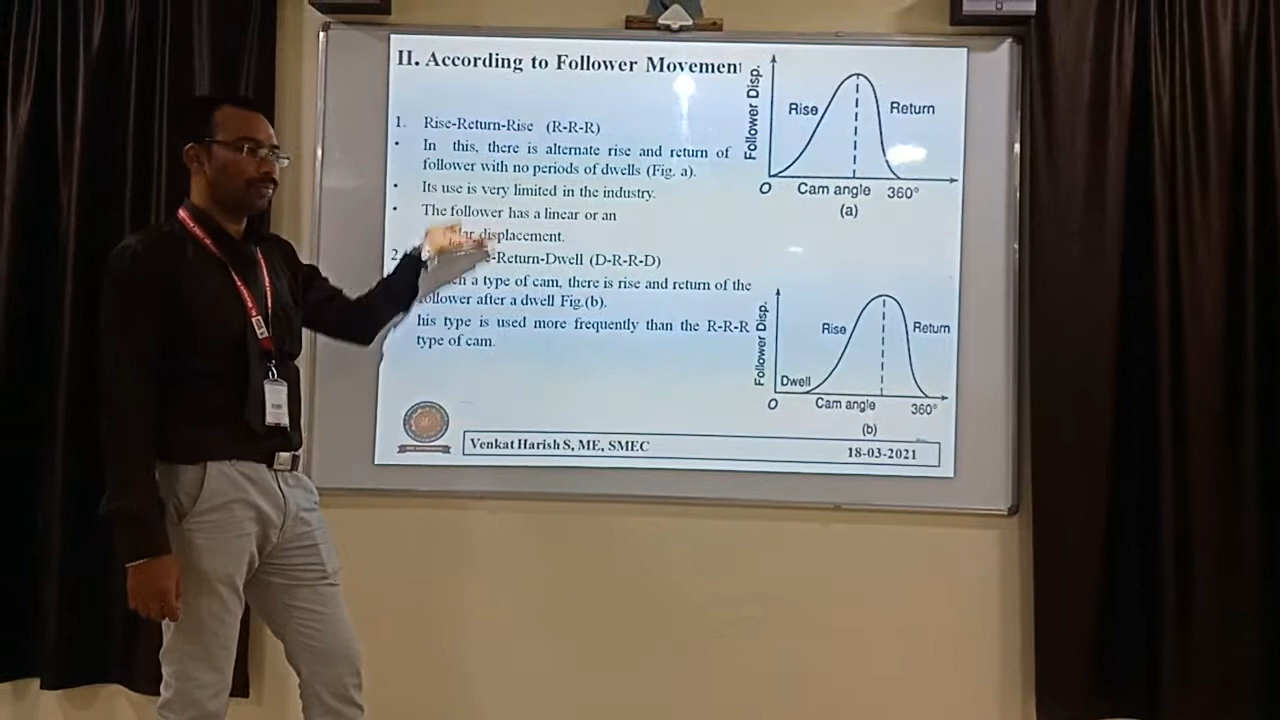 II. According to Follower Movement
1. Rise-Return-Rise (R-R-R)
• In this, there is alternate rise and return of
follower with no periods of dwells (Fig. a).
• Its use is very limited in the industry.
• The follower has a linear or an
displacement.
2. -Return-Dwell (D-R-R-D)
a type of cam, there is rise and return of the
follower after a dwell Fig.(b).
his type is used more frequently than the R-R-R
type of cam.
Follower Disp.
Rise
Return
O
Cam angle
360°
(a)
Follower Disp.
Rise
Return
Dwell
O
Cam angle
360°
(b)
Venkat Harish S, ME, SMEC
18-03-2021